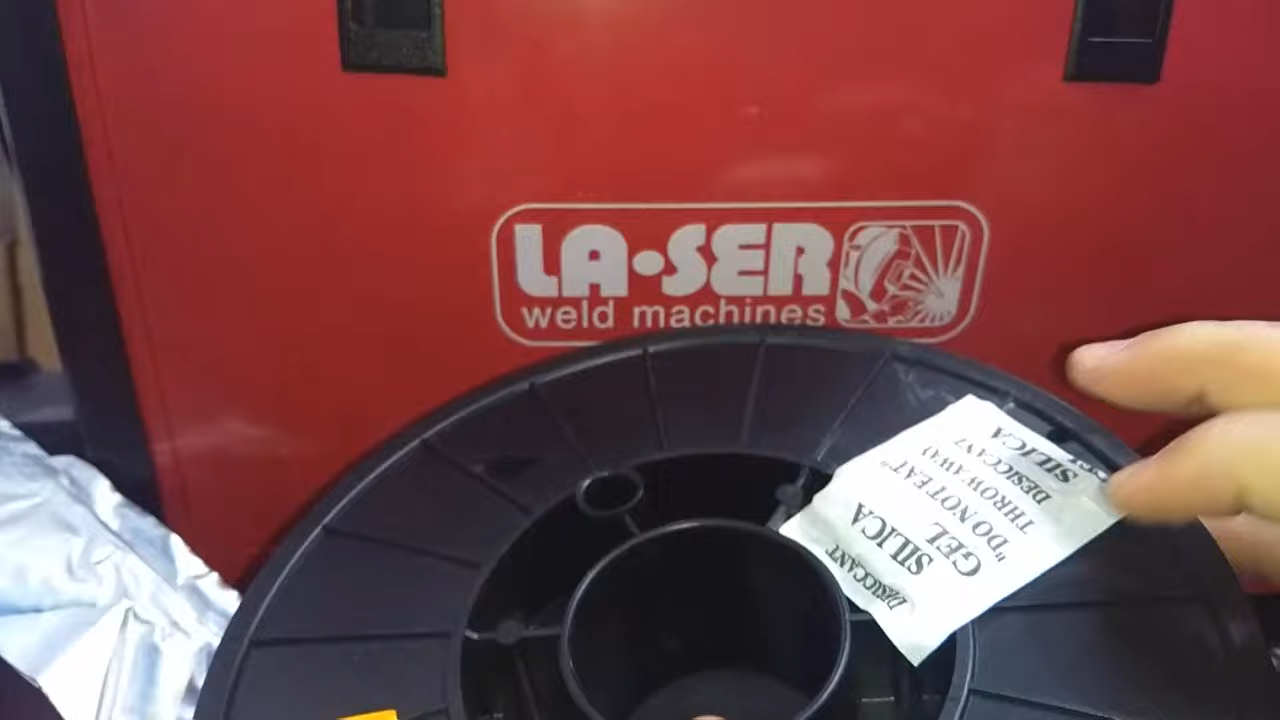 LA•SER
weld machines
SILICA
DESICCANT
THROW AWAY
"DO NOT EAT"
SILICA
GEL
DESICCANT